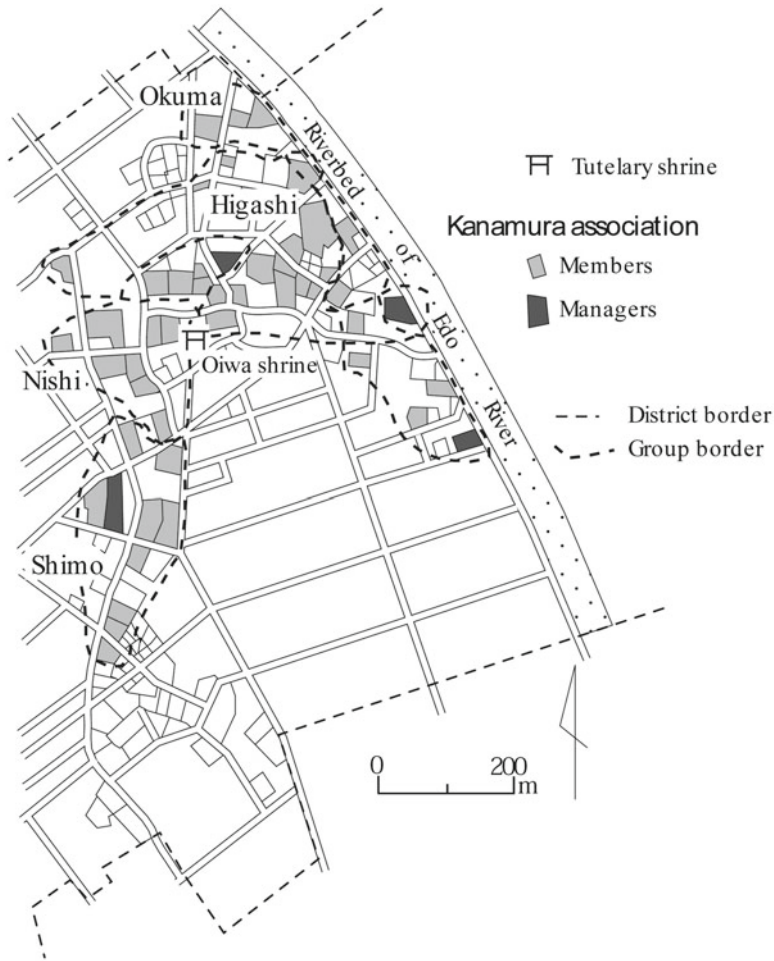 Okuma
Higashi
Nishi
Oiwa shrine
Shimo
Riverbed of Edo River
Tutelary shrine
Kanamura association
Members
Managers
District border
Group border
0 200
m